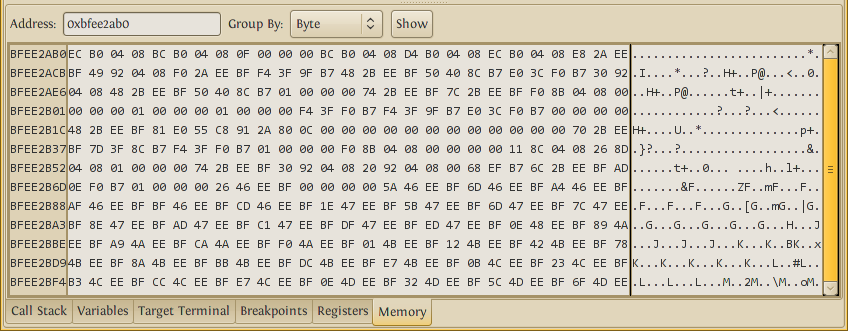 Address: 0xbfee2ab0 Group By: Byte Show
BFEE2AB0 EC B0 04 08 BC B0 04 08 0F 00 00 00 BC B0 04 08 D4 B0 04 08 EC B0 04 08 E8 2A EE ..........................*.
BFEE2ACB BF 49 92 04 08 F0 2A EE BF F4 3F 9F B7 48 2B EE BF 50 40 8C B7 E0 3C F0 B7 30 92 .I....*...?..H+..P@...<..0.
BFEE2AE6 04 08 48 2B EE BF 50 40 8C B7 01 00 00 00 74 2B EE BF 7C 2B EE BF F0 8B 04 08 00 ..H+..P@......t+..|+.......
BFEE2B01 00 00 00 01 00 00 00 01 00 00 00 F4 3F F0 B7 F4 3F 9F B7 E0 3C F0 B7 00 00 00 00 ............?...?...<......
BFEE2B1C 48 2B EE BF 81 E0 55 C8 91 2A 80 0C 00 00 00 00 00 00 00 00 00 00 00 00 70 2B EE H+....U..*..............p+.
BFEE2B37 BF 7D 3F 8C B7 F4 3F F0 B7 01 00 00 00 F0 8B 04 08 00 00 00 00 11 8C 04 08 26 8D .}?...?..................&.
BFEE2B52 04 08 01 00 00 00 74 2B EE BF 30 92 04 08 20 92 04 08 00 68 EF B7 6C 2B EE BF AD ......t+..0... ....h..l+...
BFEE2B6D 0E F0 B7 01 00 00 00 26 46 EE BF 00 00 00 00 5A 46 EE BF 6D 46 EE BF A4 46 EE BF .......&F......ZF..mF...F..
BFEE2B88 AF 46 EE BF BF 46 EE BF CD 46 EE BF 1E 47 EE BF 5B 47 EE BF 6D 47 EE BF 7C 47 EE .F...F...F...G..[G..mG..|G.
BFEE2BA3 BF 8E 47 EE BF AD 47 EE BF C1 47 EE BF DF 47 EE BF ED 47 EE BF 0E 48 EE BF 89 4A ..G...G...G...G...G...H...J
BFEE2BBE EE BF A9 4A EE BF CA 4A EE BF F0 4A EE BF 01 4B EE BF 12 4B EE BF 42 4B EE BF 78 ...J...J...J...K...K..BK..x
BFEE2BD9 4B EE BF 8A 4B EE BF BB 4B EE BF DC 4B EE BF E7 4B EE BF 0B 4C EE BF 23 4C EE BF K...K...K...K...K...L..#L..
BFEE2BF4 B3 4C EE BF CC 4C EE BF E7 4C EE BF 0E 4D EE BF 32 4D EE BF 5C 4D EE BF 6F 4D EE .L...L...L...M..2M..\M..oM.
Call Stack Variables Target Terminal Breakpoints Registers Memory